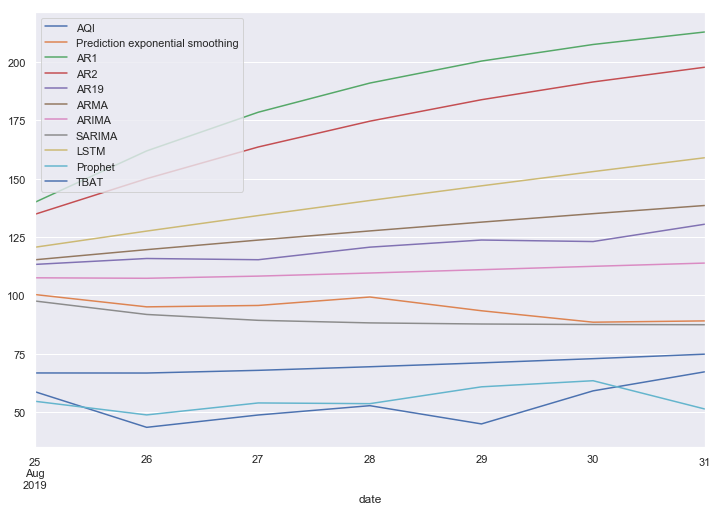 AQI
Prediction exponential smoothing
AR1
AR2
AR19
ARMA
ARIMA
SARIMA
LSTM
Prophet
TBAT
200
175
150
125
100
75
50
25 26 27 28 29 30 31
Aug
2019
date